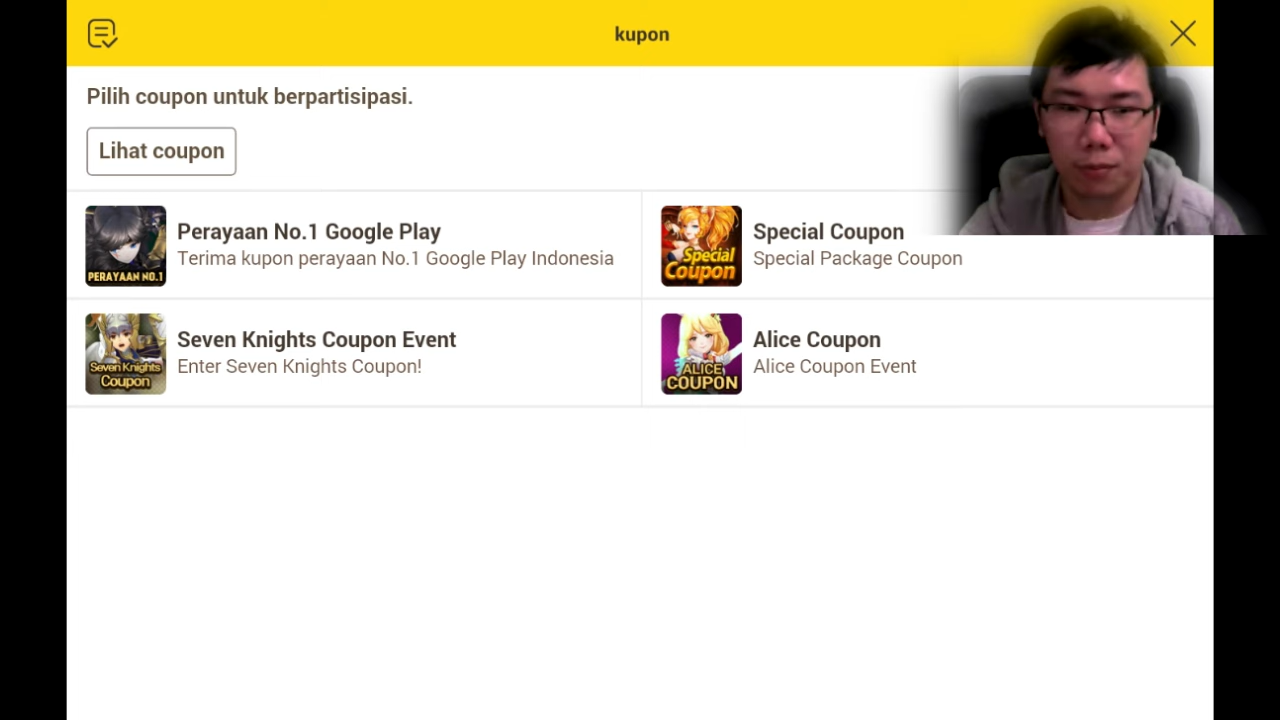 kupon
Pilih coupon untuk berpartisipasi.
Lihat coupon
PERAYAAN NO.1
Perayaan No.1 Google Play
Terima kupon perayaan No.1 Google Play Indonesia
Special
Coupon
Special Coupon
Special Package Coupon
Seven Knights
Coupon
Seven Knights Coupon Event
Enter Seven Knights Coupon!
ALICE
COUPON
Alice Coupon
Alice Coupon Event